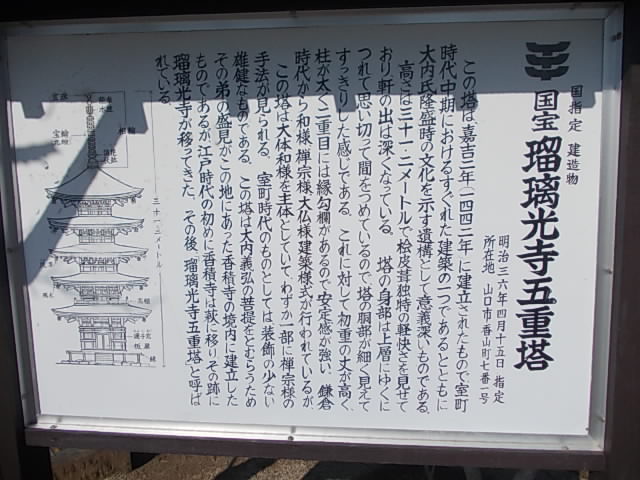 国指定 建造物
国宝 瑠璃光寺五重塔
明治三六年四月十五日 指定
所在地 山口市香山町七番一号
この塔は、嘉吉二年(一四四二年)に建立されたもので室町
時代中期におけるすぐれた建築の一つであるとともに
大内氏隆盛時の文化を示す遺構として意義深いものである。
高さは三十一・二メートルで桧皮葺独特の軽快さを見せて
おり軒の出は深くなっている。塔の身部は上層にゆくに
つれて思い切って間をつめているので、塔の胴部が細く見えて
すっきりした感じである。これに対して初重の丈が高く、
柱が太く二重目には縁勾欄があるので安定感が強い。鎌倉
時代から和様、禅宗様、大仏様建築様式が行われているが
この塔は大体和様を主体としていて、わずか一部に禅宗様の
手法が見られる。室町時代のものとしては装飾の少ない
雄健なものである。この塔は大内義弘の菩提をとむらうため
その弟の盛見がこの地にあった香積寺の境内に建立した
ものであるが江戸時代の初めに香積寺は萩に移りその跡に
瑠璃光寺が移ってきた。その後、瑠璃光寺五重塔と呼ば
れている。
三十一・二メートル
相輪
宝珠